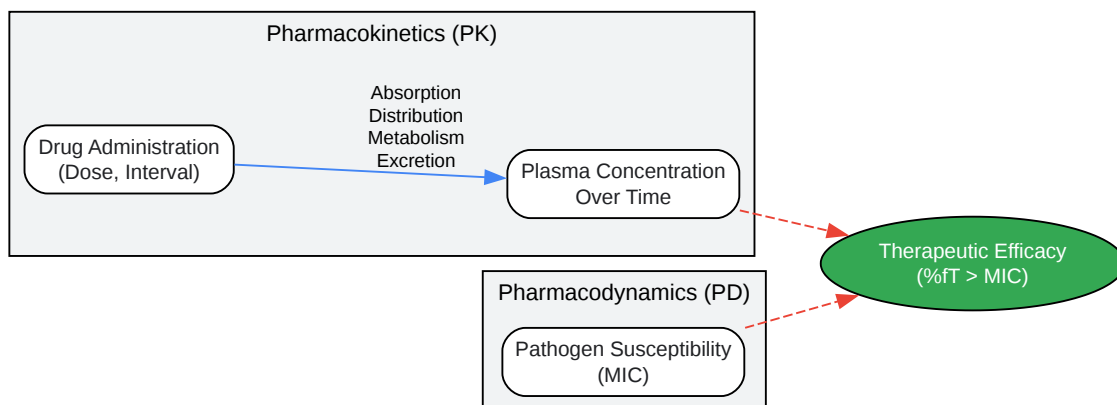 Pharmacokinetics (PK)
Absorption
Distribution
Metabolism
Excretion
Drug Administration
(Dose, Interval)
Plasma Concentration
Over Time
Therapeutic Efficacy
(%fT > MIC)
Pharmacodynamics (PD)
Pathogen Susceptibility
(MIC)